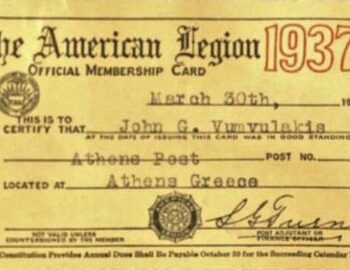 he American Legion 1937
OFFICIAL MEMBERSHIP CARD
March 30th,
THIS IS TO
CERTIFY THAT John G. Vumvulakis
AT THE DATE OF ISSUING THIS CARD WAS IN GOOD STANDING
Athens Post POST NO.
LOCATED AT Athens Greece
NOT VALID UNLESS
COUNTERSIGNED BY THE MEMBER
POST ADJUTANT OR
FINANCE OFFICER
Constitution Provides Annual Dues Shall Be Payable October 20 for the Succeeding Calendar